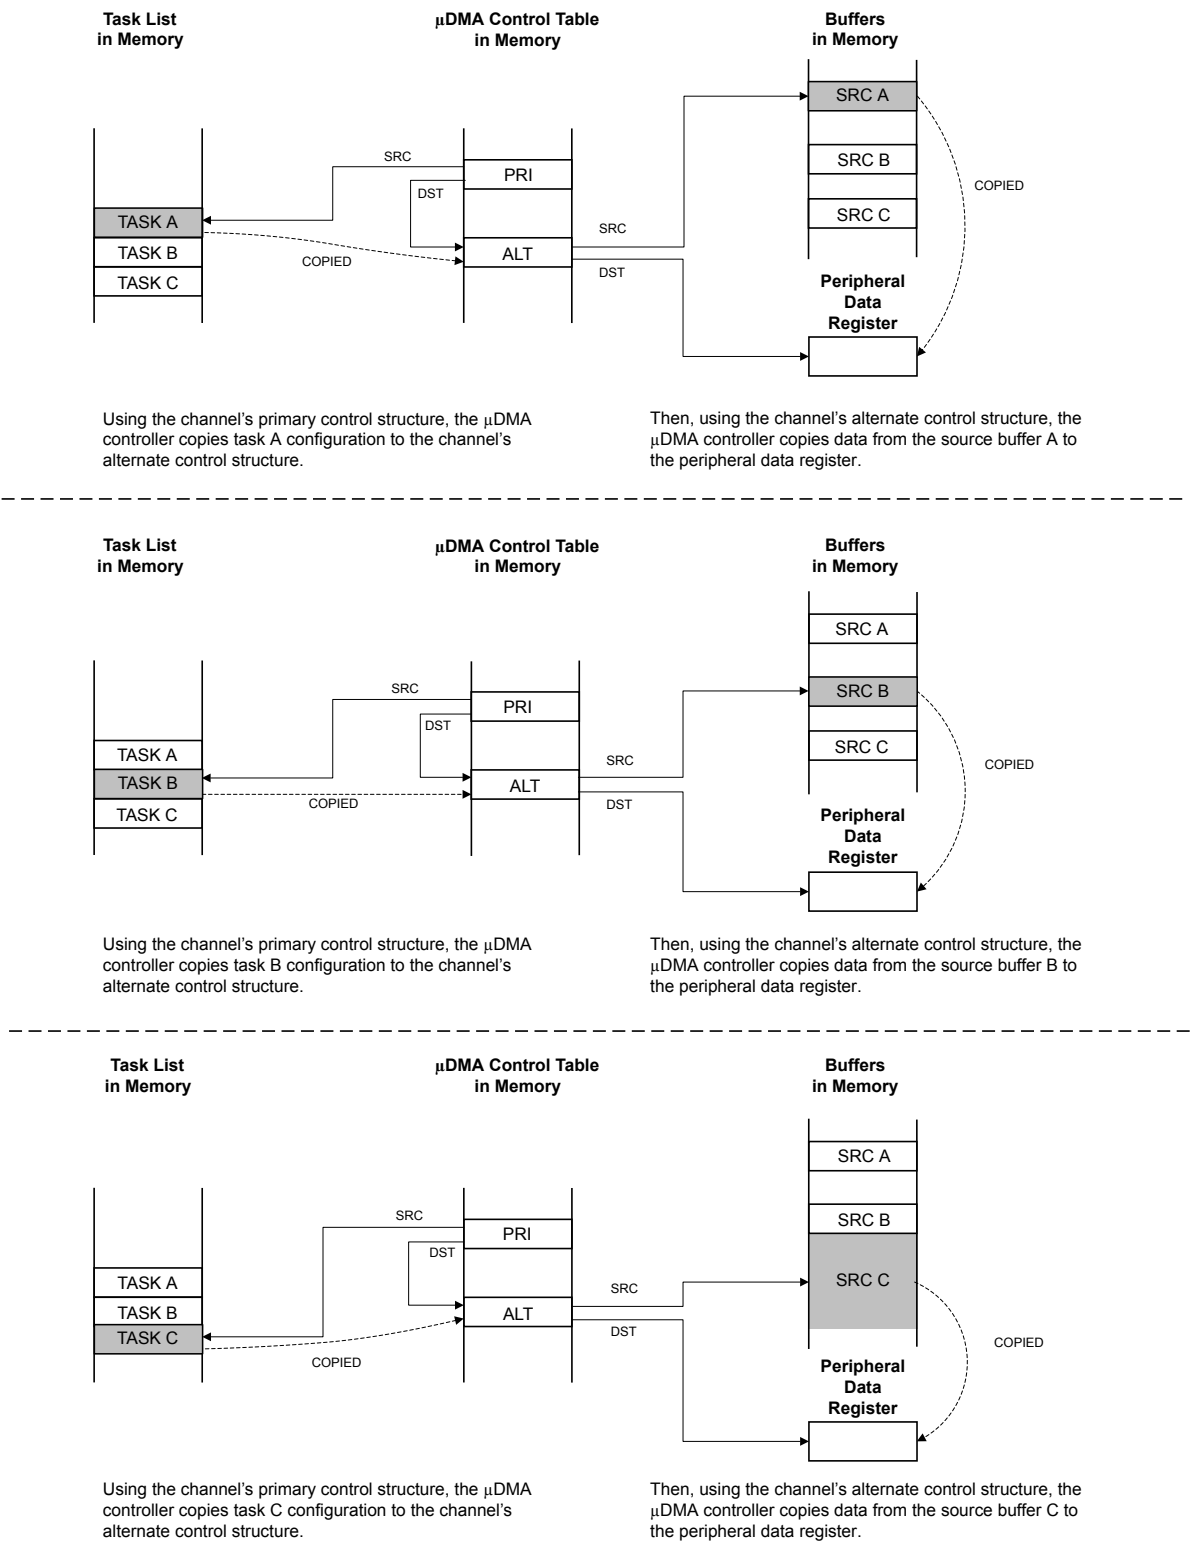 Task List
in Memory
μDMA Control Table
in Memory
Buffers
in Memory
SRC A
SRC B
SRC C
COPIED
SRC
PRI
DST
TASK A
TASK B
TASK C
COPIED
ALT
SRC
DST
Peripheral
Data
Register
Using the channel's primary control structure, the μDMA
controller copies task A configuration to the channel's
alternate control structure.
Then, using the channel's alternate control structure, the
μDMA controller copies data from the source buffer A to
the peripheral data register.
Task List
in Memory
μDMA Control Table
in Memory
Buffers
in Memory
SRC A
SRC B
SRC C
COPIED
SRC
PRI
DST
TASK A
TASK B
TASK C
COPIED
ALT
SRC
DST
Peripheral
Data
Register
Using the channel's primary control structure, the μDMA
controller copies task B configuration to the channel's
alternate control structure.
Then, using the channel's alternate control structure, the
μDMA controller copies data from the source buffer B to
the peripheral data register.
Task List
in Memory
μDMA Control Table
in Memory
Buffers
in Memory
SRC A
SRC B
SRC C
COPIED
SRC
PRI
DST
TASK A
TASK B
TASK C
COPIED
ALT
SRC
DST
Peripheral
Data
Register
Using the channel's primary control structure, the μDMA
controller copies task C configuration to the channel's
alternate control structure.
Then, using the channel's alternate control structure, the
μDMA controller copies data from the source buffer C to
the peripheral data register.